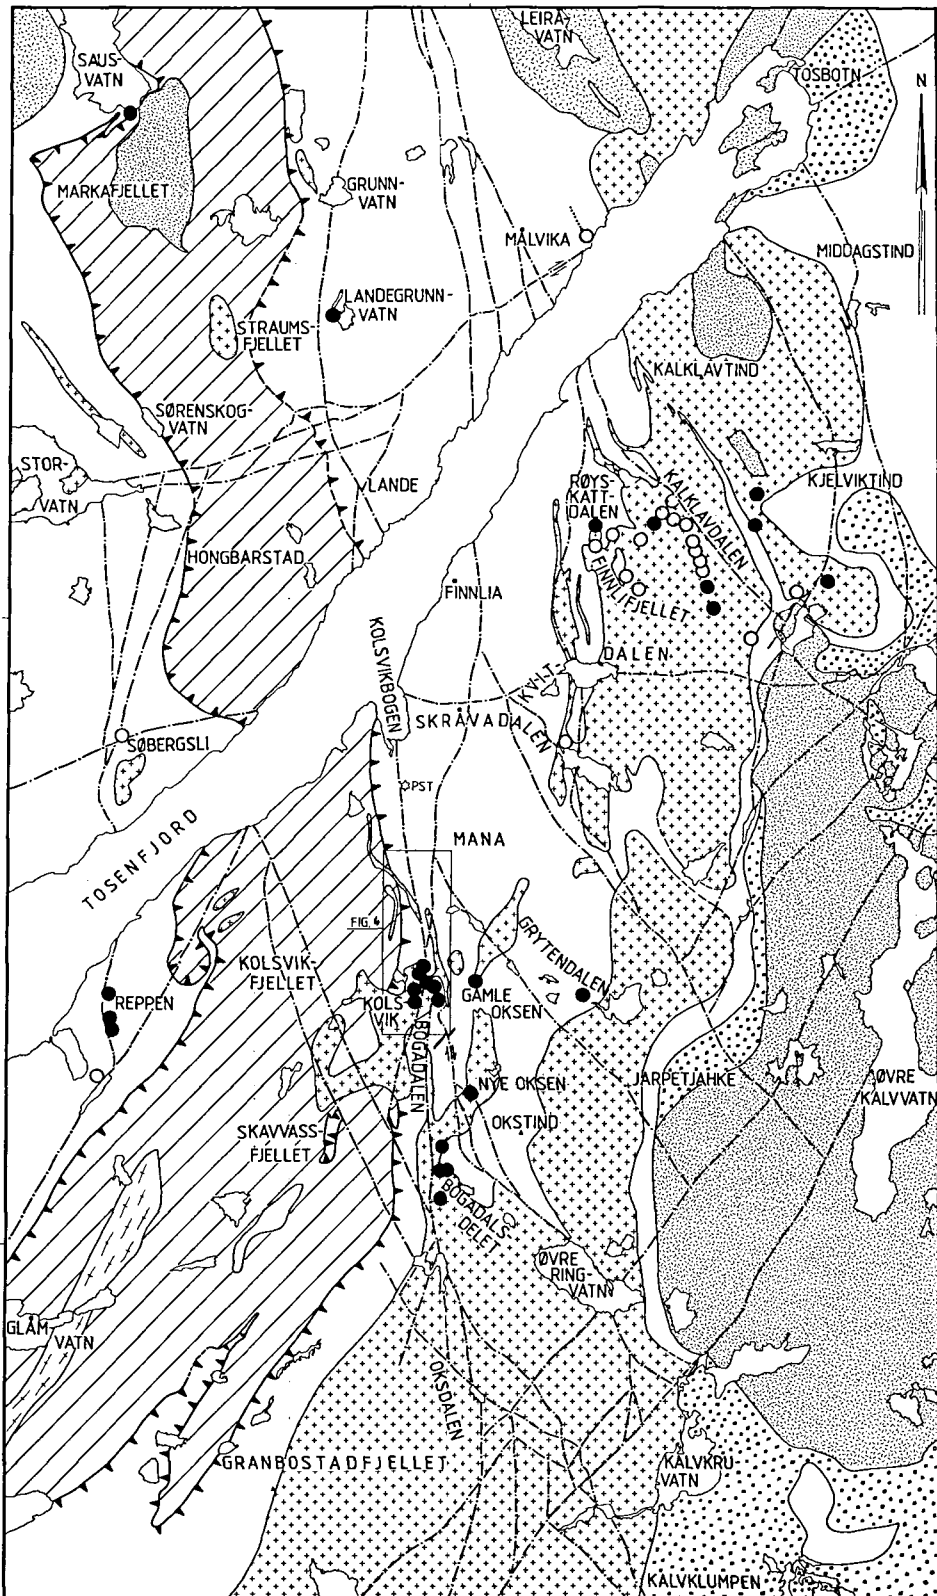 LEIRÅ-
VATN
SAUS-
VATN
TOSBOTN
N
MARKAFJELLET
GRUNN-
VATN
MÅLVIKA
MIDDAGSTIND
LANDEGRUNN-
VATN
STRAUMS-
FJELLET
KALKLAVTIND
SØRENSKOG-
VATN
STOR-
VATN
LANDE
RØYS-
KATT-
DALEN
KALKLAVDALEN
KJELVIKTIND
HONGBARSTAD
FINNLIA
FINNLIFJELLET
KOLSVIKBOGEN
KVIT-
DALEN
SKRÅVADALEN
SØBERGSLI
PST
MANA
TOSENFJORD
FIG. 4
GRYTENDALEN
KOLSVIK-
FJELLET
REPPEN
KOLS
VIK
GAMLE
OKSEN
BOGADALEN
NYE OKSEN
JARPETJAHKE
ØVRE
KALVVATN
OKSTIND
SKAVVASS-
FJELLET
BOGADALS
DELET
ØVRE
RING-
VATN
GLÅM-
VATN
OKSDALEN
GRANBOSTADFJELLET
KALVKRU
VATN
KALVKLUMPEN